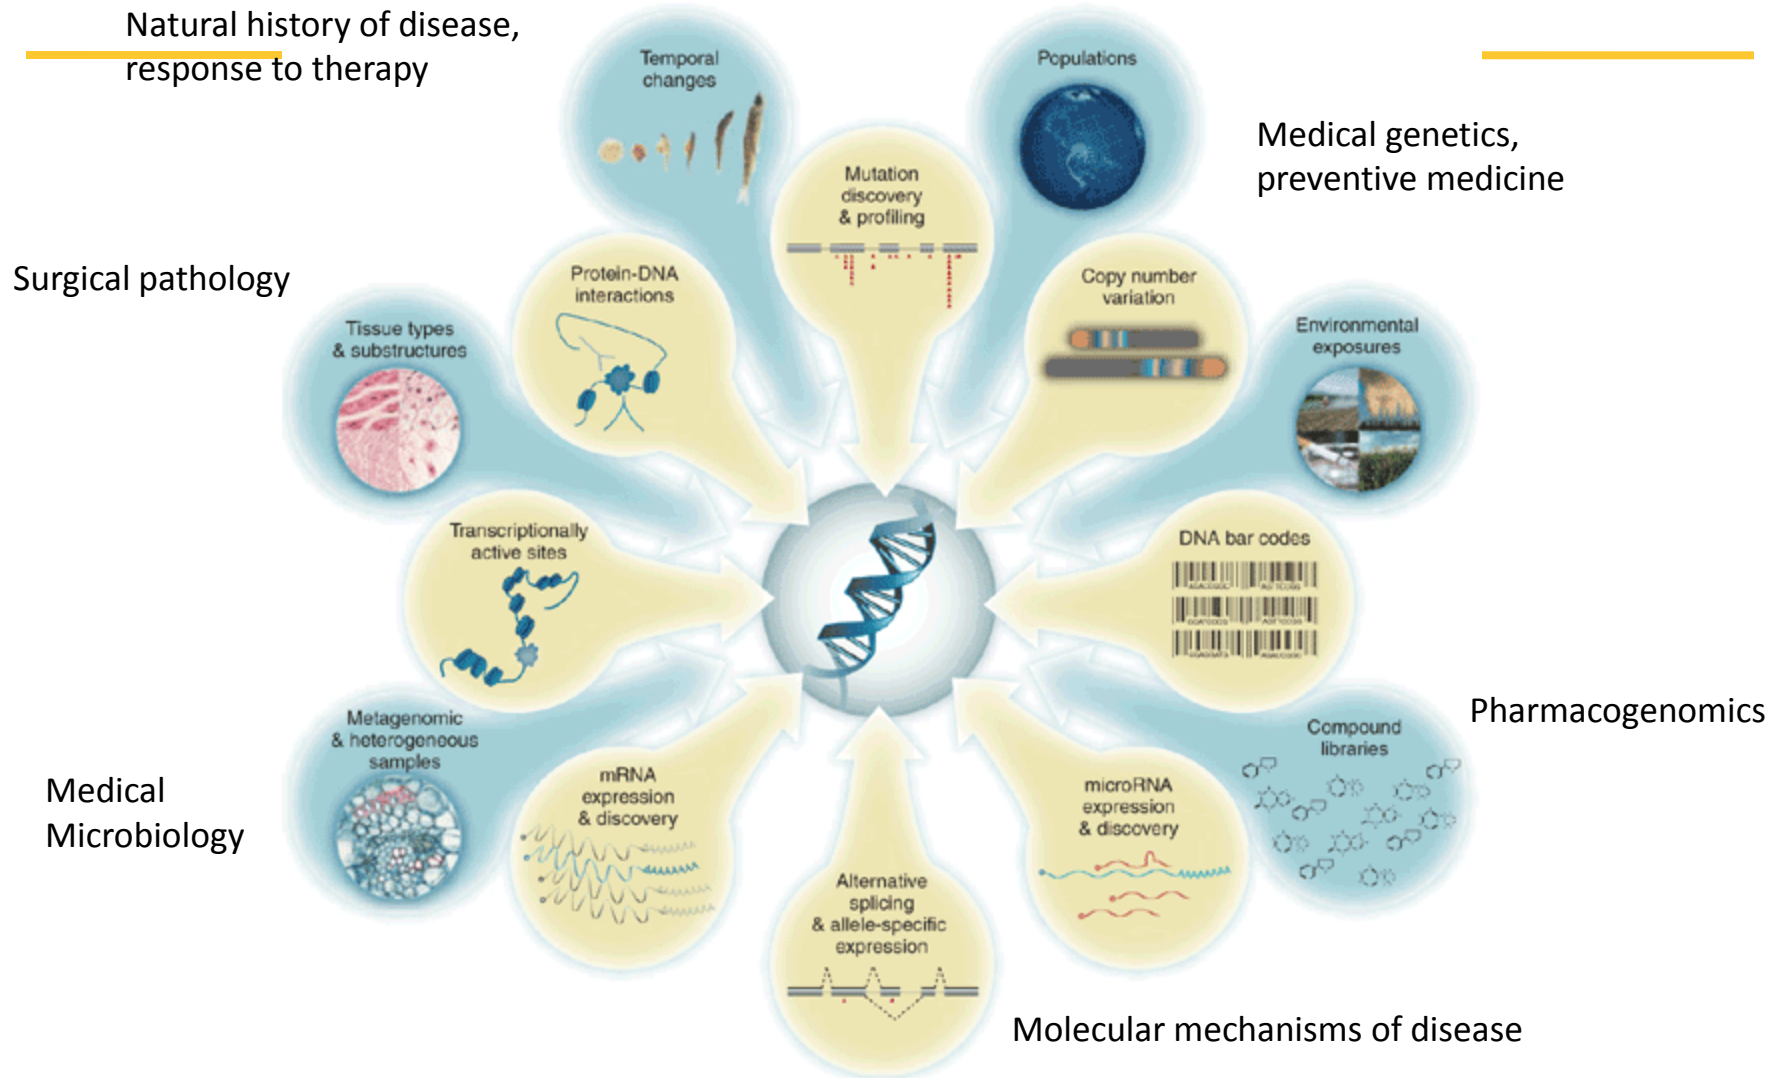 Natural history of disease,
response to therapy
Temporal
changes
Populations
Medical genetics,
preventive medicine
Mutation
discovery
& profiling
Surgical pathology
Protein-DNA
interactions
Copy number
variation
Tissue types
& substructures
Environmental
exposures
Transcriptionally
active sites
DNA bar codes
Metagenomic
& heterogeneous
samples
Compound
libraries
Pharmacogenomics
Medical
Microbiology
mRNA
expression
& discovery
microRNA
expression
& discovery
Alternative
splicing
& allele-specific
expression
Molecular mechanisms of disease